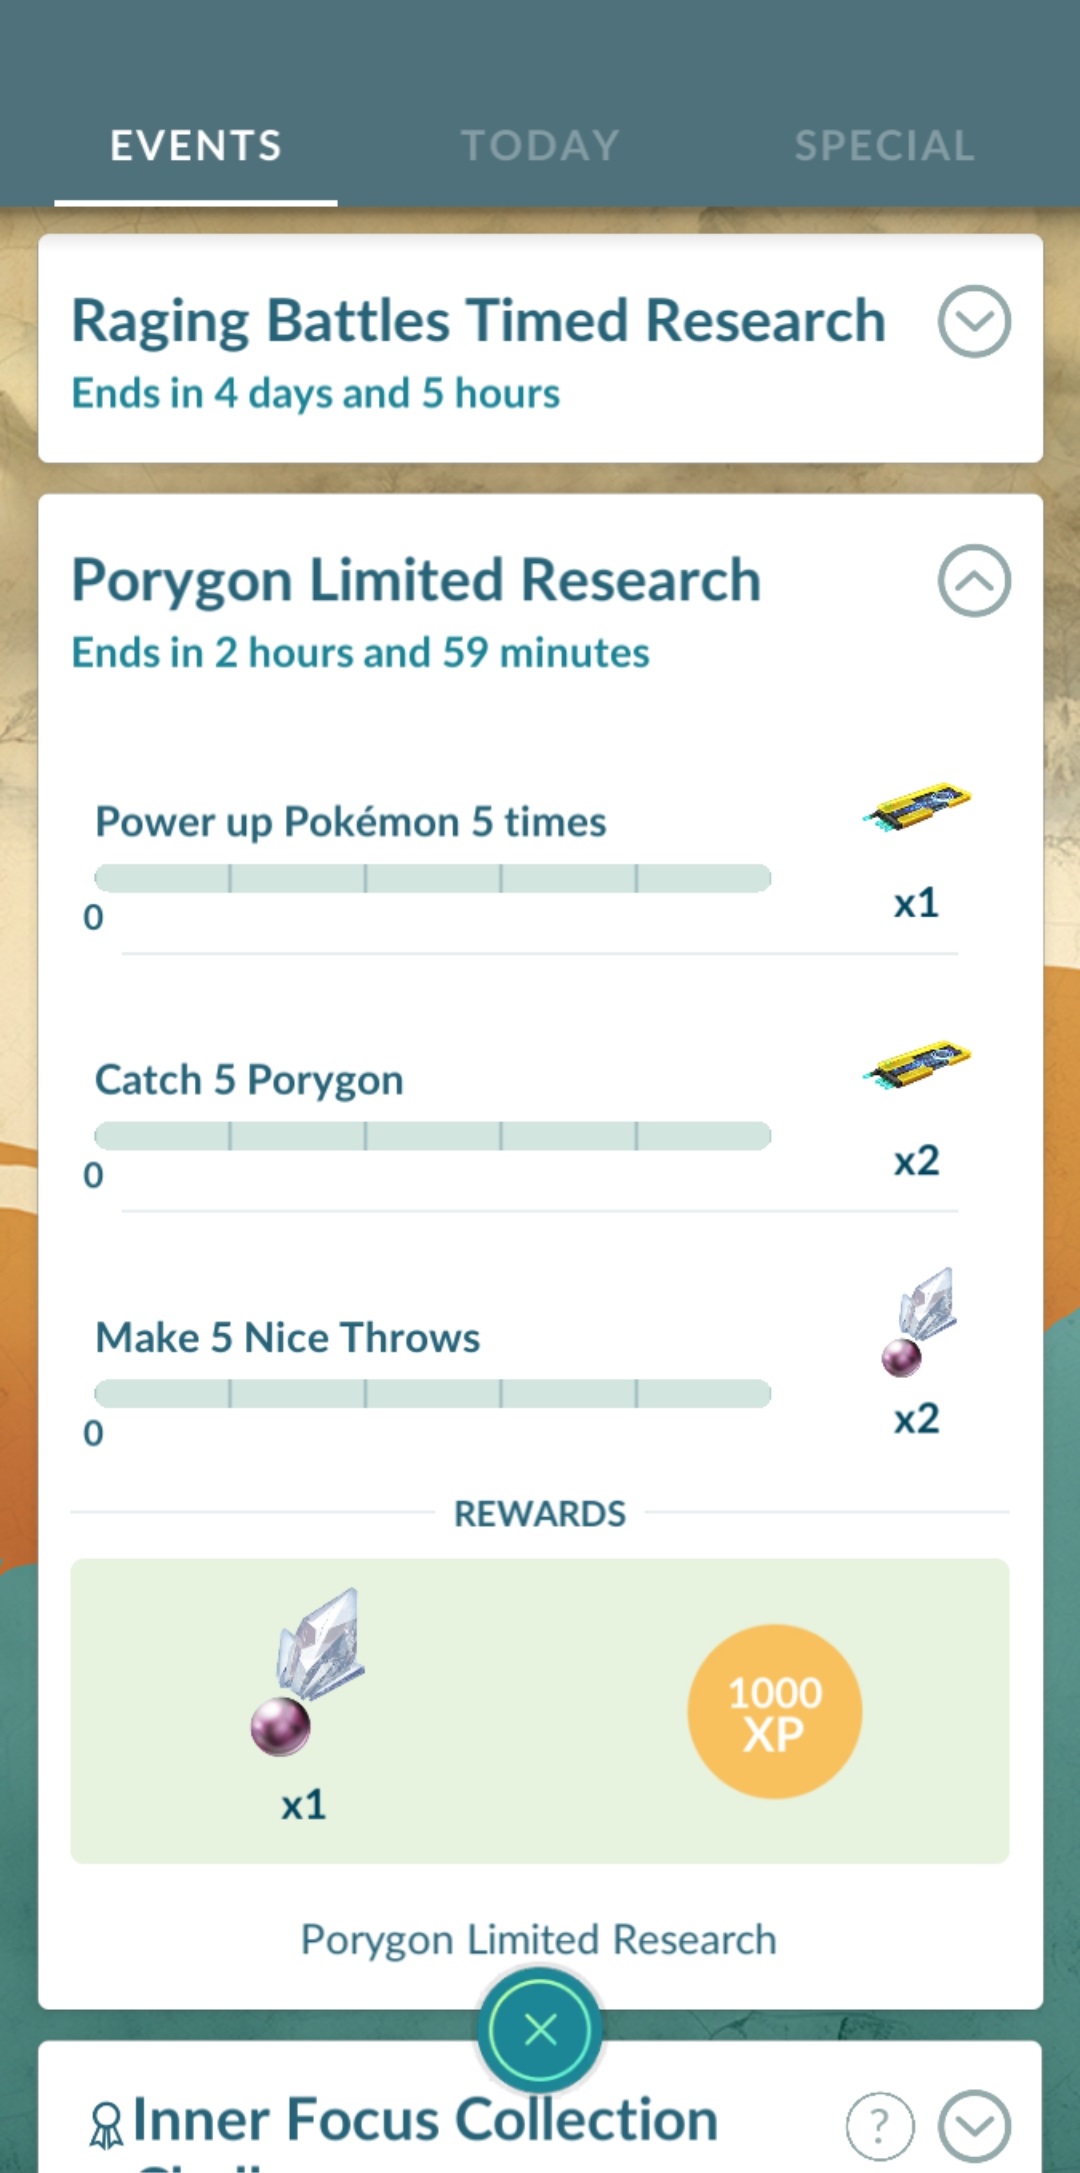 EVENTS TODAY SPECIAL
Raging Battles Timed Research
Ends in 4 days and 5 hours
Porygon Limited Research
Ends in 2 hours and 59 minutes
Power up Pokémon 5 times
0
x1
Catch 5 Porygon
0
x2
Make 5 Nice Throws
0
x2
REWARDS
1000
XP
x1
Porygon Limited Research
Inner Focus Collection
?